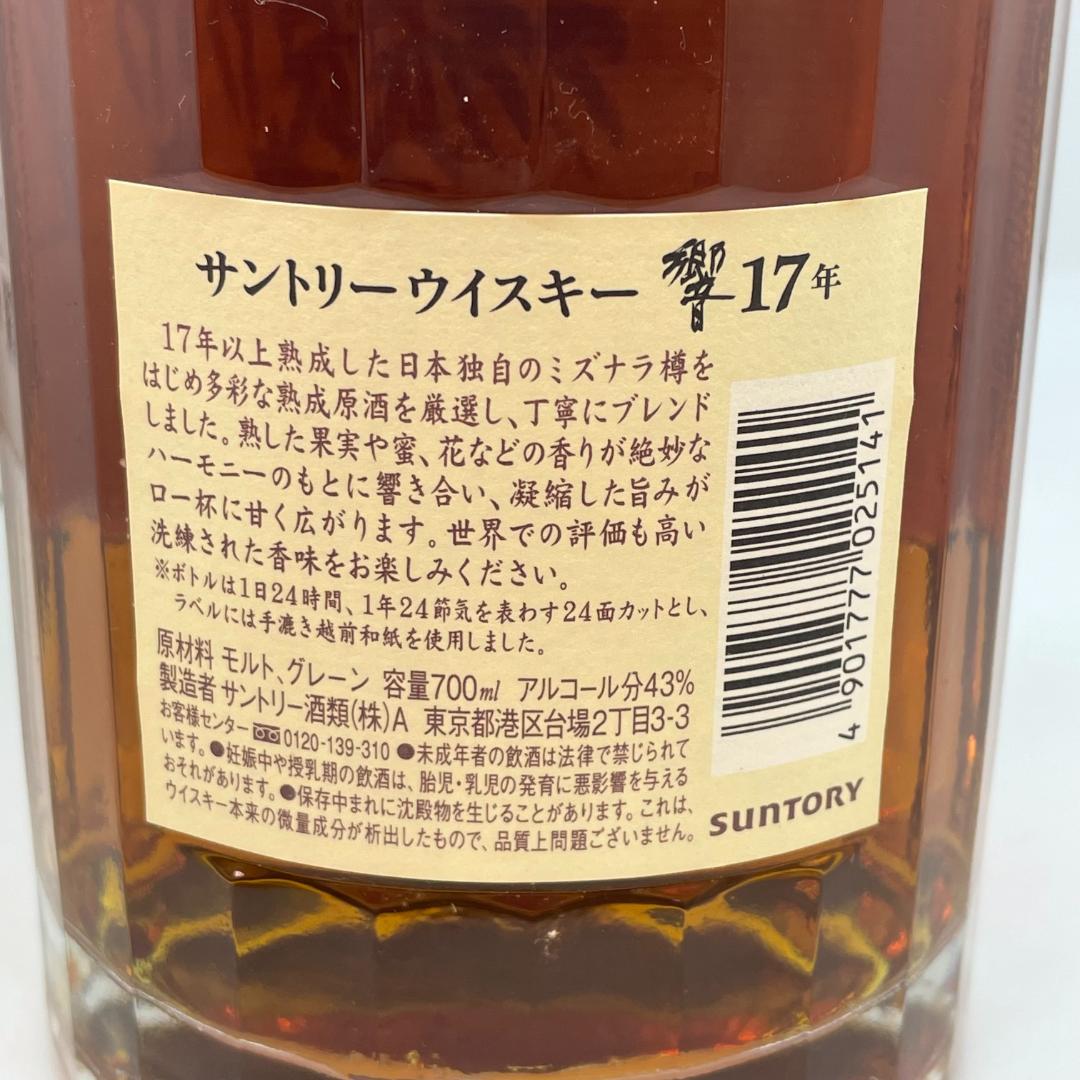 サントリーウイスキー 響 17年
17年以上熟成した日本独自のミズナラ樽を
はじめ多彩な熟成原酒を厳選し、丁寧にブレンド
しました。熟した果実や蜜、花などの香りが絶妙な
ハーモニーのもとに響き合い、凝縮した旨みが
口一杯に甘く広がります。世界での評価も高い
洗練された香味をお楽しみください。
※ボトルは1日24時間、1年24節気を表わす24面カットとし、
ラベルには手漉き越前和紙を使用しました。
原材料 モルト、グレーン 容量700ml アルコール分43%
製造者 サントリー酒類(株)A 東京都港区台場2丁目3-3
お客様センター 0120-139-310 ●未成年者の飲酒は法律で禁じられて
います。●妊娠中や授乳期の飲酒は、胎児・乳児の発育に悪影響を与える
おそれがあります。●保存中まれに沈殿物を生じることがあります。これは、
ウイスキー本来の微量成分が析出したもので、品質上問題ございません。
4 901777 025141
SUNTORY